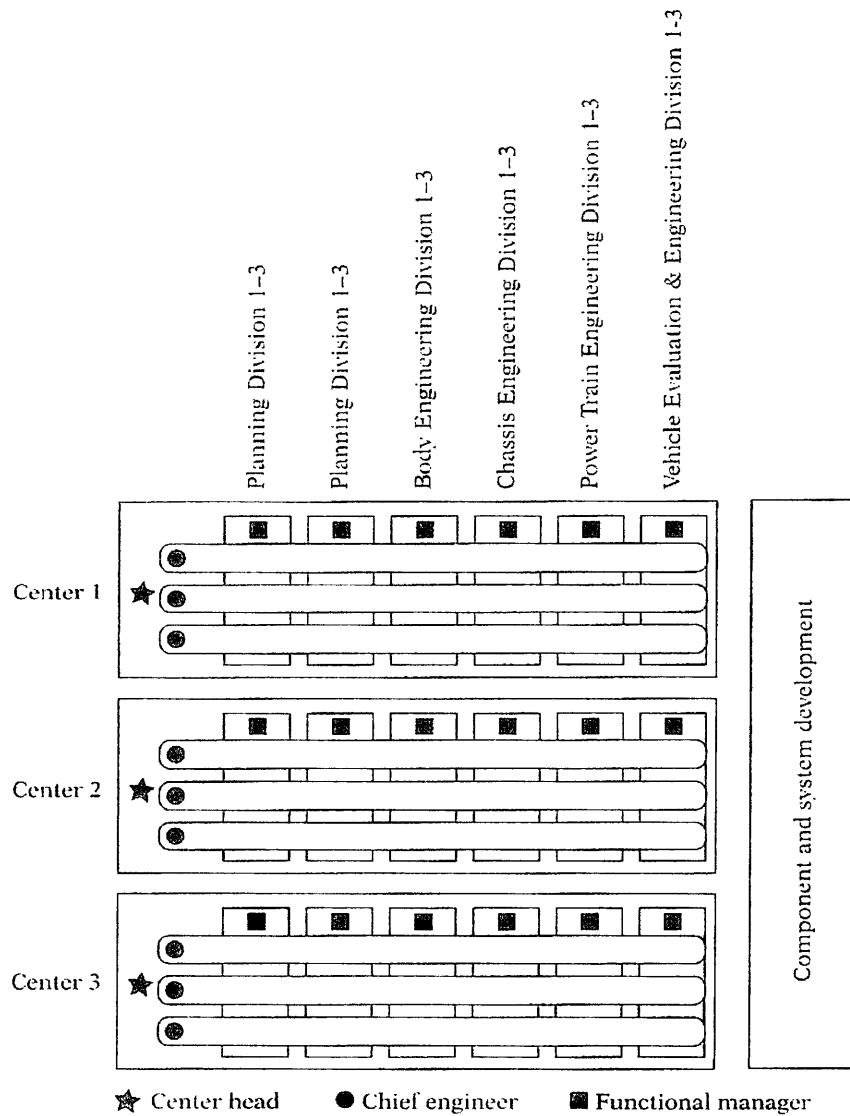 Planning Division 1–3
Planning Division 1–3
Body Engineering Division 1–3
Chassis Engineering Division 1–3
Power Train Engineering Division 1–3
Vehicle Evaluation & Engineering Division 1-3
Center 1
Center 2
Center 3
Component and system development
Center head
Chief engineer
Functional manager